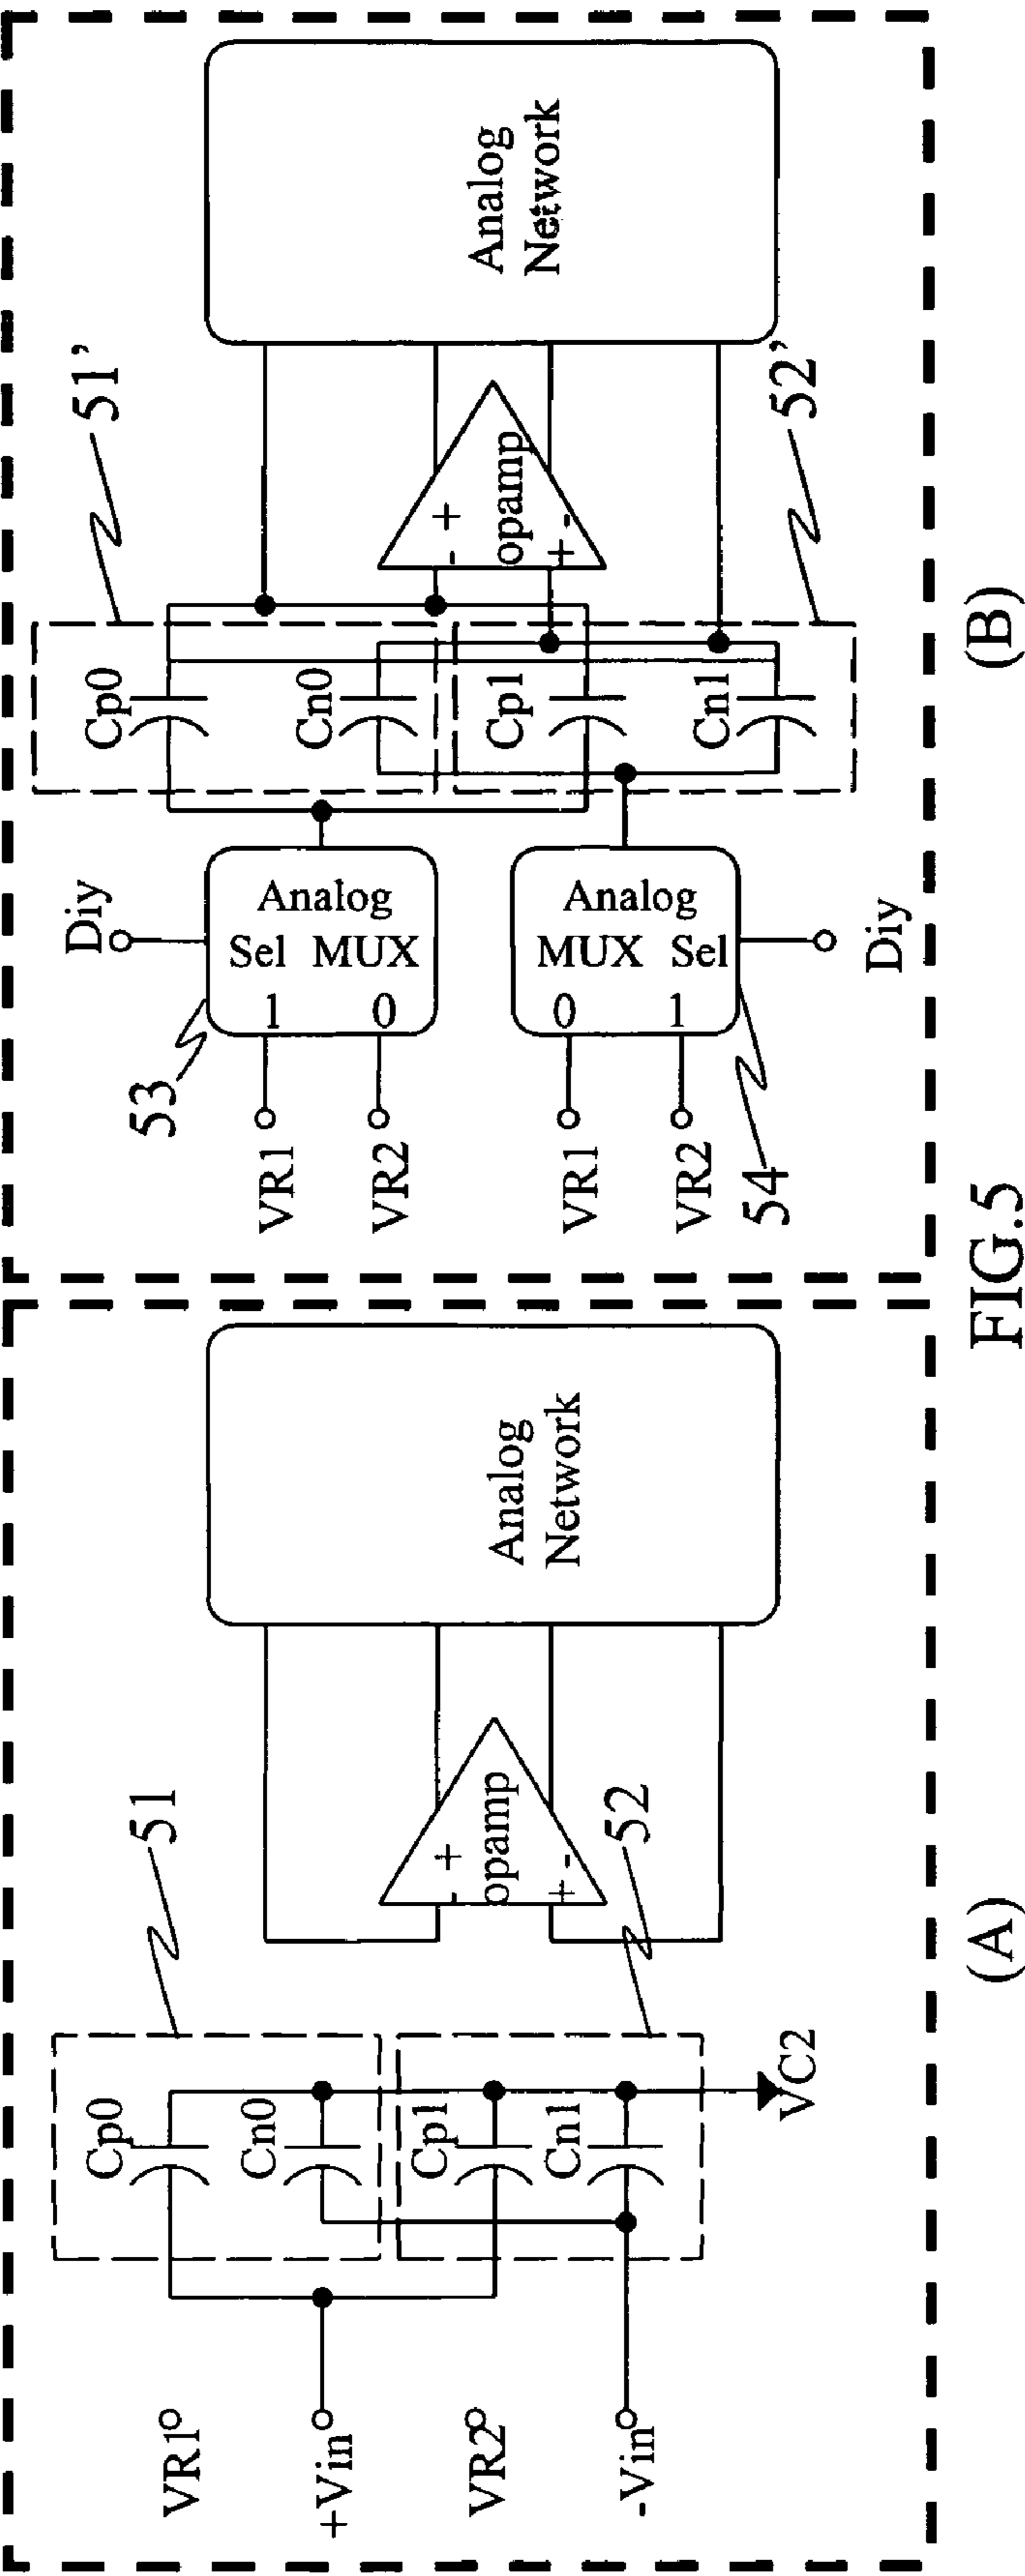 VR1
+Vin
VR2
-Vin
51
Cp0
Cn0
Cp1
Cn1
VC2
52
- +
opamp
+ -
Analog
Network
(A)
Diy
53
Sel
Analog
MUX
1
0
VR1
VR2
Analog
MUX
Sel
0
1
VR1
VR2
54
Diy
51’
Cp0
Cn0
Cp1
Cn1
52’
- +
opamp
+ -
Analog
Network
(B)
FIG.5